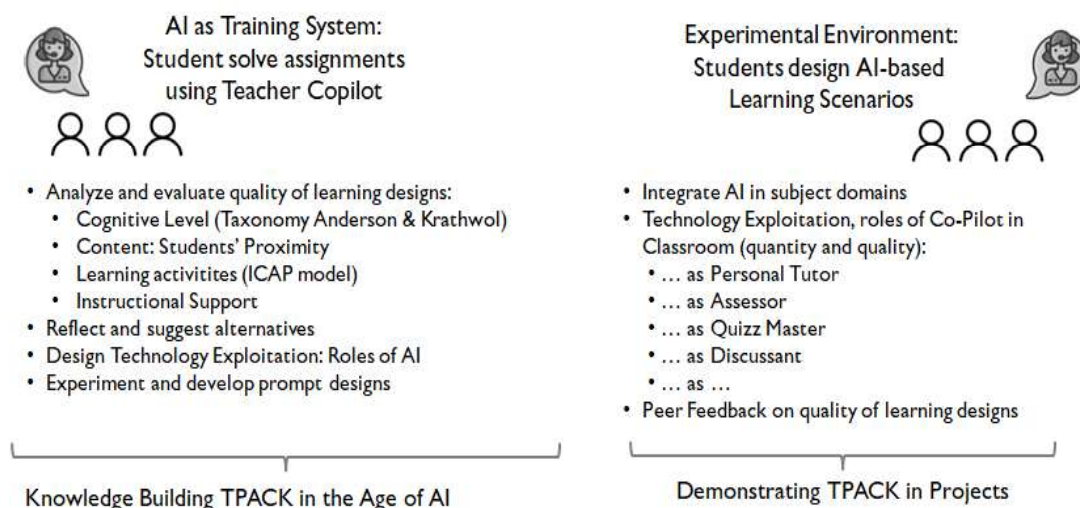 AI as Training System:
Student solve assignments
using Teacher Copilot
• Analyze and evaluate quality of learning designs:
• Cognitive Level (Taxonomy Anderson & Krathwol)
• Content: Students’ Proximity
• Learning activitites (ICAP model)
• Instructional Support
• Reflect and suggest alternatives
• Design Technology Exploitation: Roles of AI
• Experiment and develop prompt designs
Knowledge Building TPACK in the Age of AI
Experimental Environment:
Students design AI-based
Learning Scenarios
• Integrate AI in subject domains
• Technology Exploitation, roles of Co-Pilot in
Classroom (quantity and quality):
• … as Personal Tutor
• … as Assessor
• … as Quizz Master
• … as Discussant
• … as …
• Peer Feedback on quality of learning designs
Demonstrating TPACK in Projects